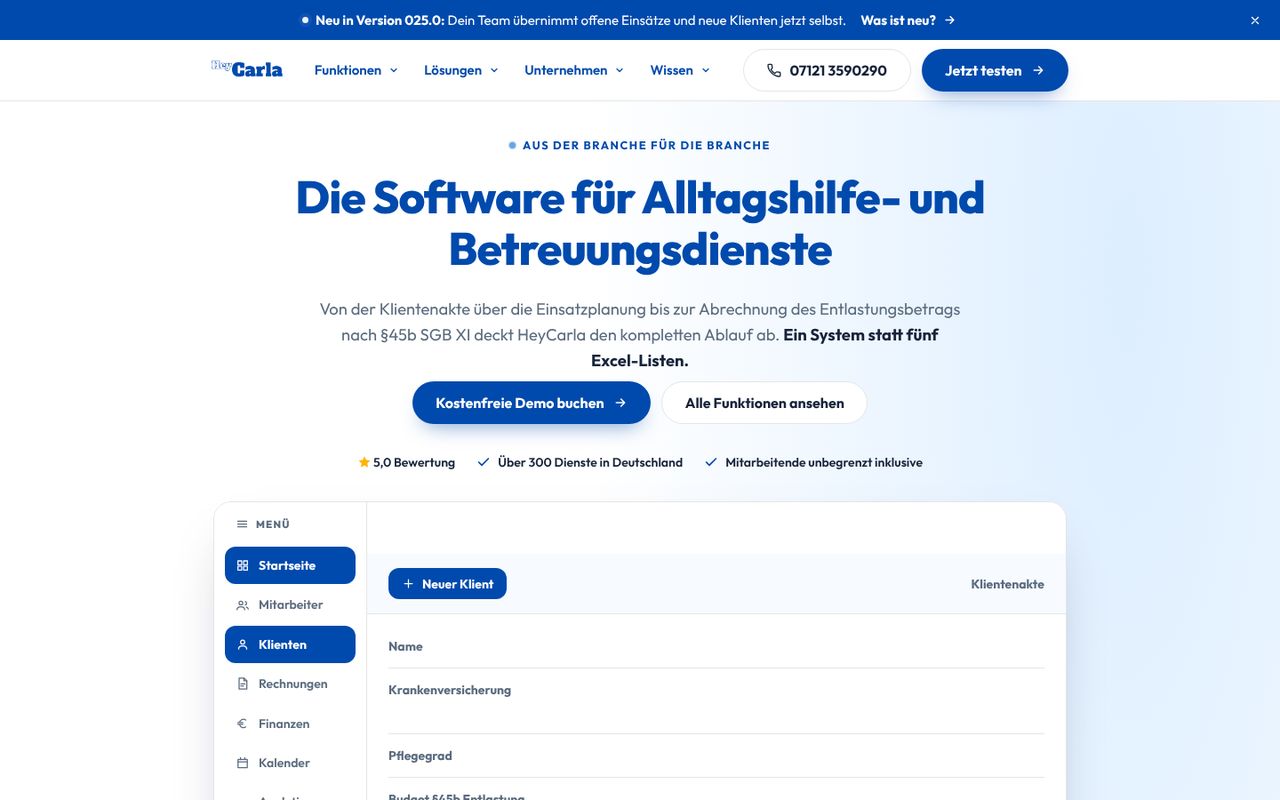 Neu in Version 025.0: Dein Team übernimmt offene Einsätze und neue Klienten jetzt selbst. Was ist neu?
HeyCarla Funktionen Lösungen Unternehmen Wissen 07121 3590290 Jetzt testen
AUS DER BRANCHE FÜR DIE BRANCHE
Die Software für Alltagshilfe- und
Betreuungsdienste
Von der Klientenakte über die Einsatzplanung bis zur Abrechnung des Entlastungsbetrags
nach §45b SGB XI deckt HeyCarla den kompletten Ablauf ab. Ein System statt fünf
Excel-Listen.
Kostenfreie Demo buchen Alle Funktionen ansehen
5,0 Bewertung Über 300 Dienste in Deutschland Mitarbeitende unbegrenzt inklusive
MENÜ
Startseite
Neuer Klient Klientenakte
Mitarbeiter
Klienten
Name
Rechnungen
Krankenversicherung
Finanzen
Kalender
Pflegegrad
Budget §45b Entlastung